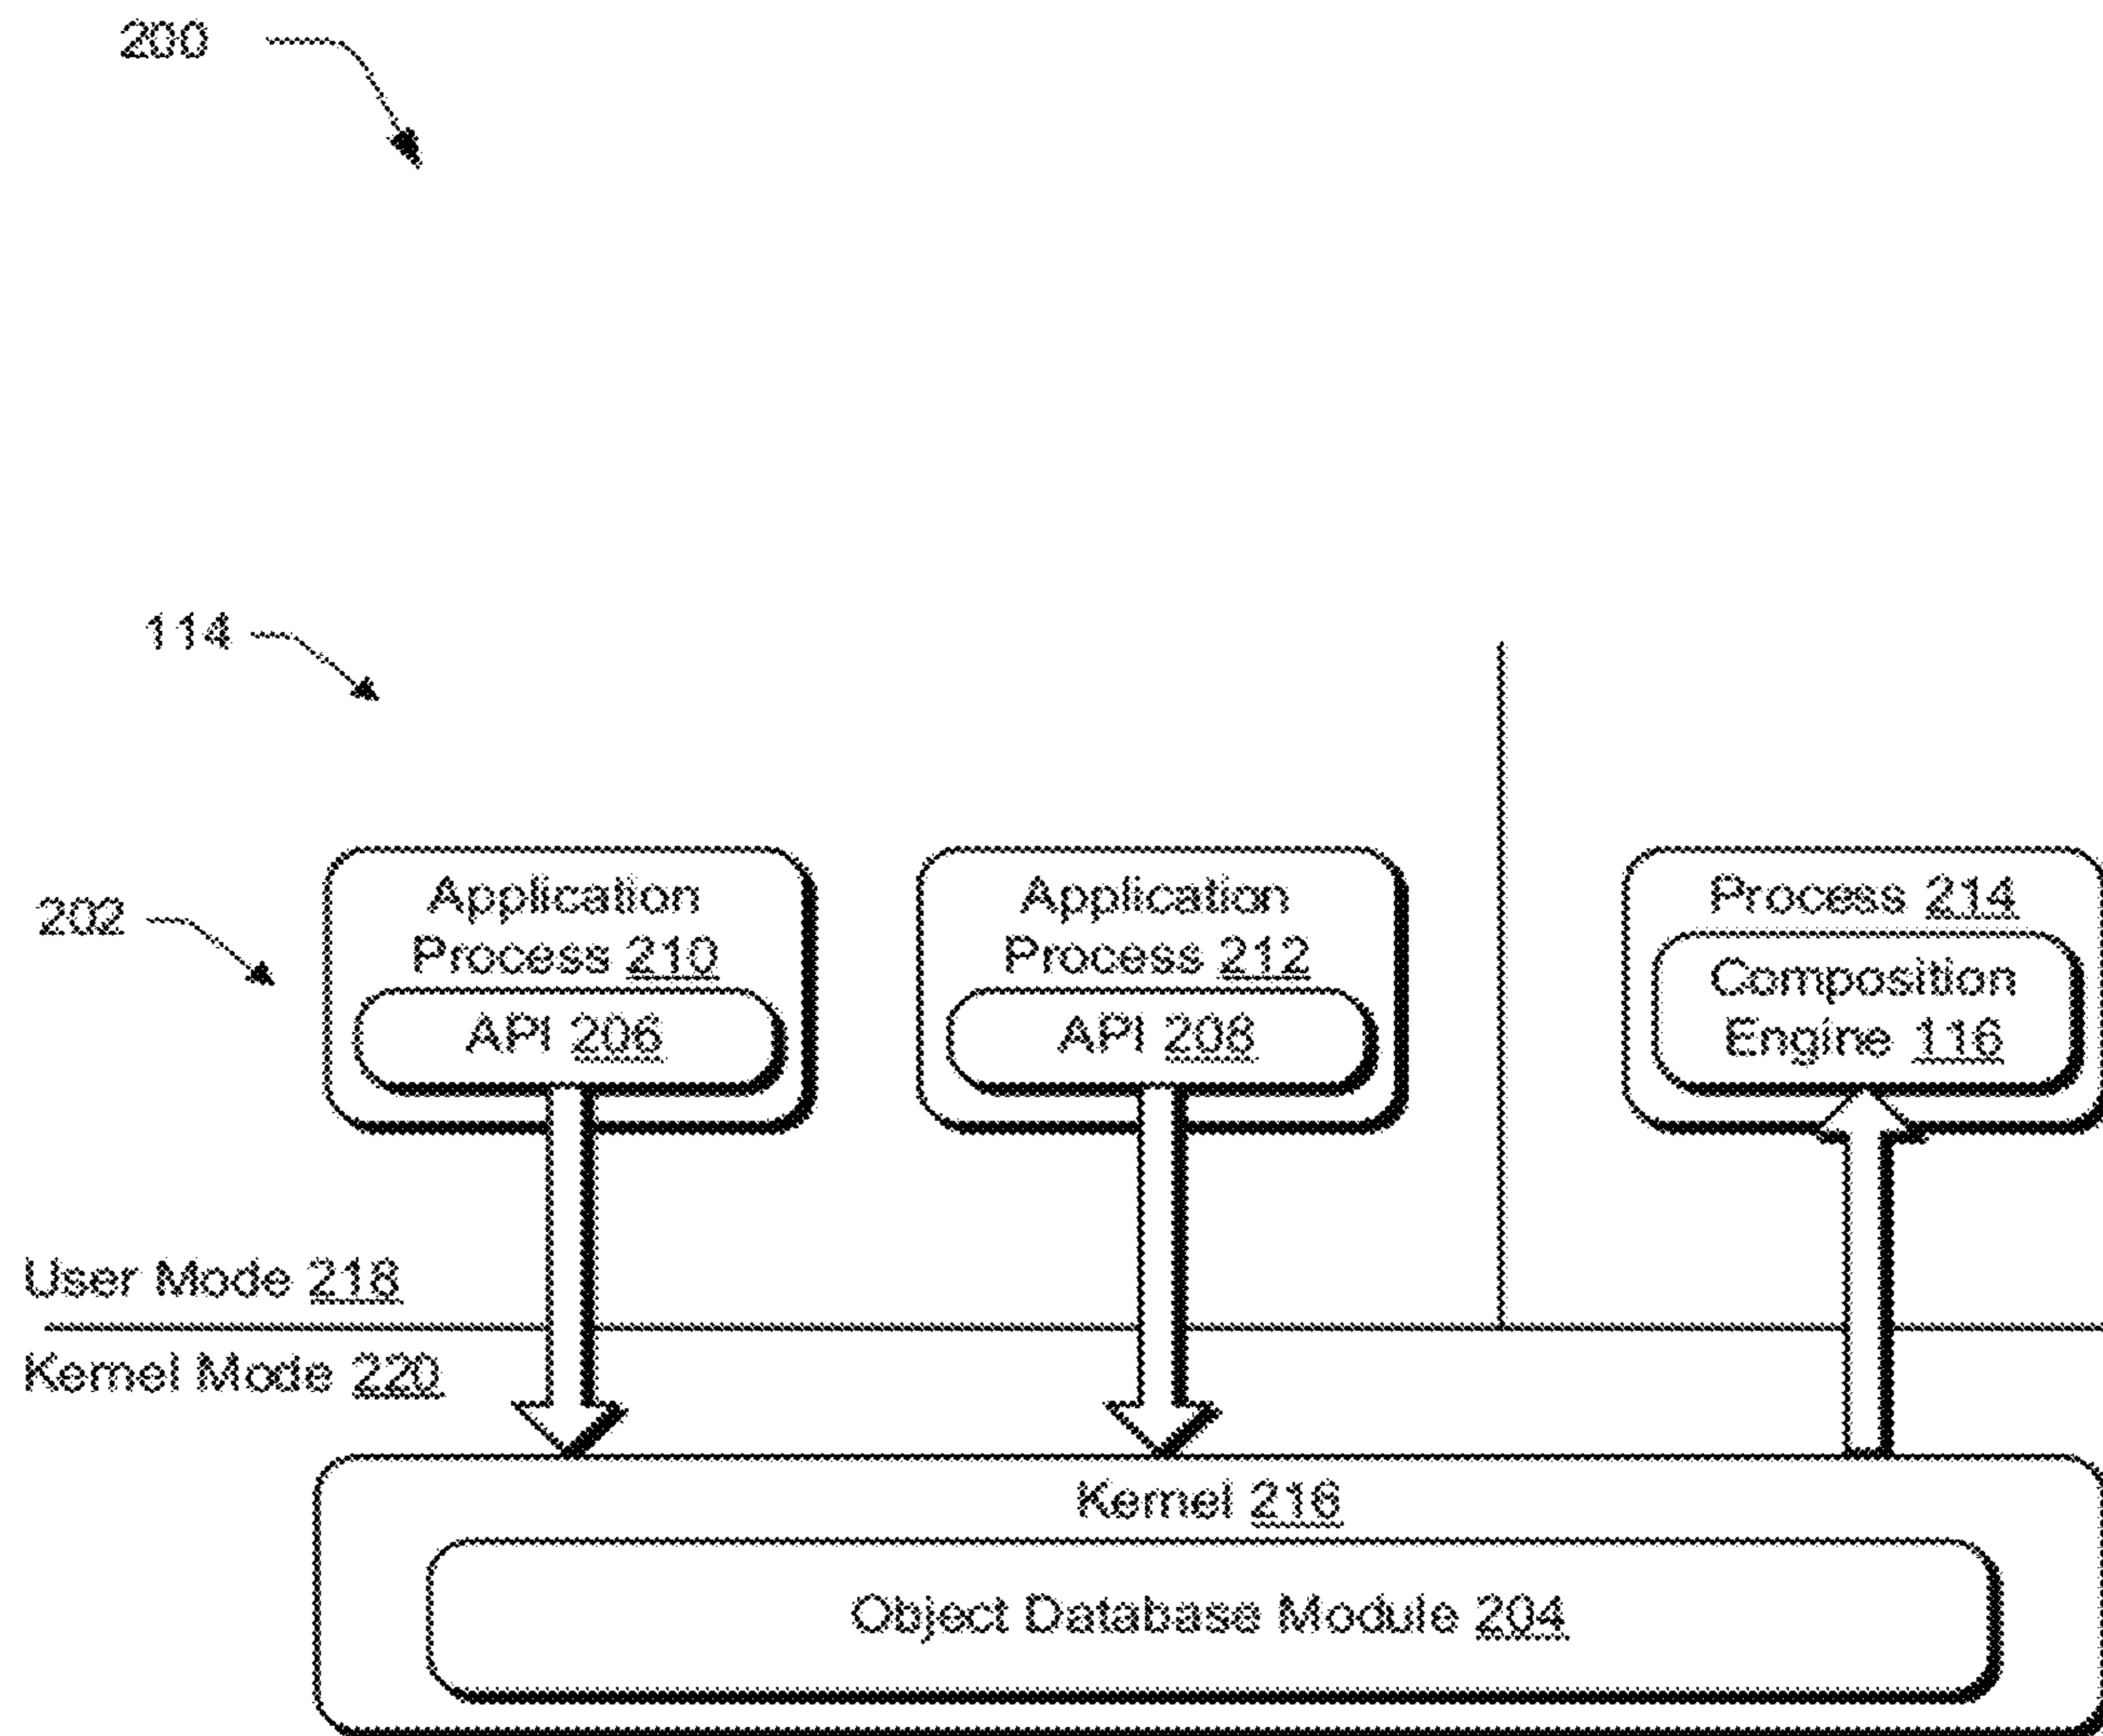 200
114
202
Application
Process 210
API 206
Application
Process 212
API 208
Process 214
Composition
Engine 116
User Mode 218
Kernel Mode 220
Kernel 216
Object Database Module 204